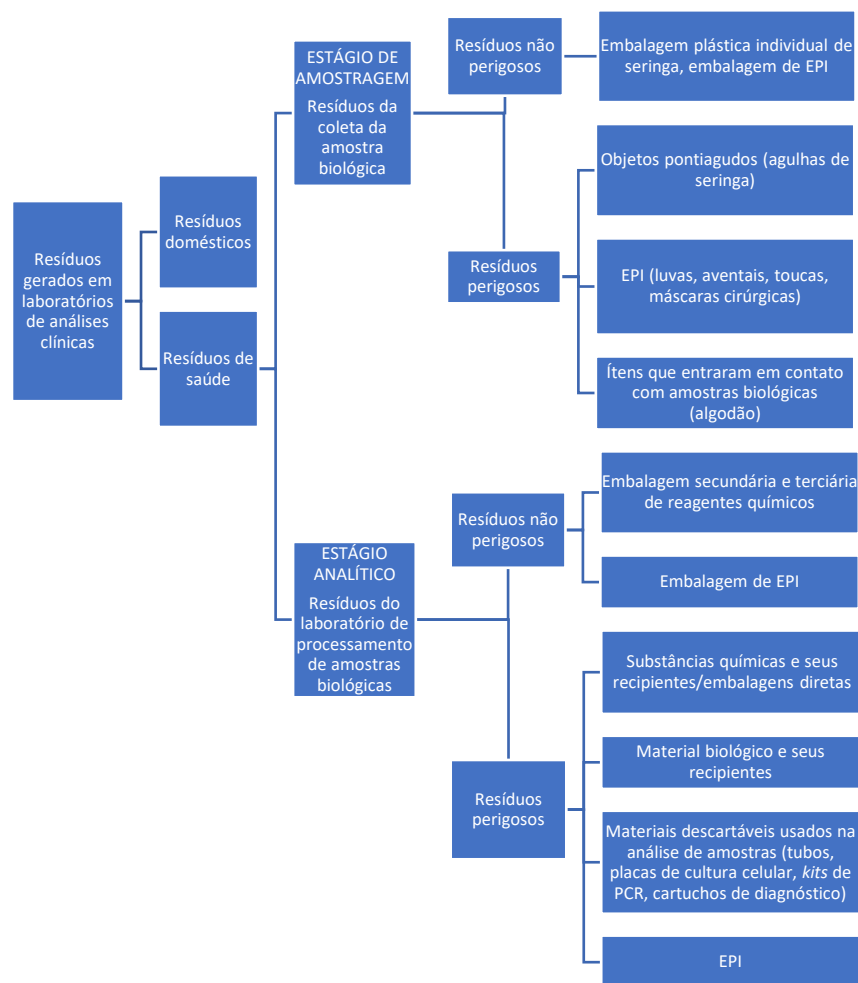 Resíduos
gerados em
laboratórios
de análises
clínicas
Resíduos
domésticos
Resíduos de
saúde
ESTÁGIO DE
AMOSTRAGEM
Resíduos da
coleta da
amostra
biológica
Resíduos não
perigosos
Embalagem plástica individual de
seringa, embalagem de EPI
Resíduos
perigosos
Objetos pontiagudos (agulhas de
seringa)
EPI (luvas, aventais, toucas,
máscaras cirúrgicas)
Ítens que entraram em contato
com amostras biológicas
(algodão)
ESTÁGIO
ANALÍTICO
Resíduos do
laboratório de
processamento
de amostras
biológicas
Resíduos não
perigosos
Embalagem secundária e terciária
de reagentes químicos
Embalagem de EPI
Resíduos
perigosos
Substâncias químicas e seus
recipientes/embalagens diretas
Material biológico e seus
recipientes
Materiais descartáveis usados na
análise de amostras (tubos,
placas de cultura celular, kits de
PCR, cartuchos de diagnóstico)
EPI